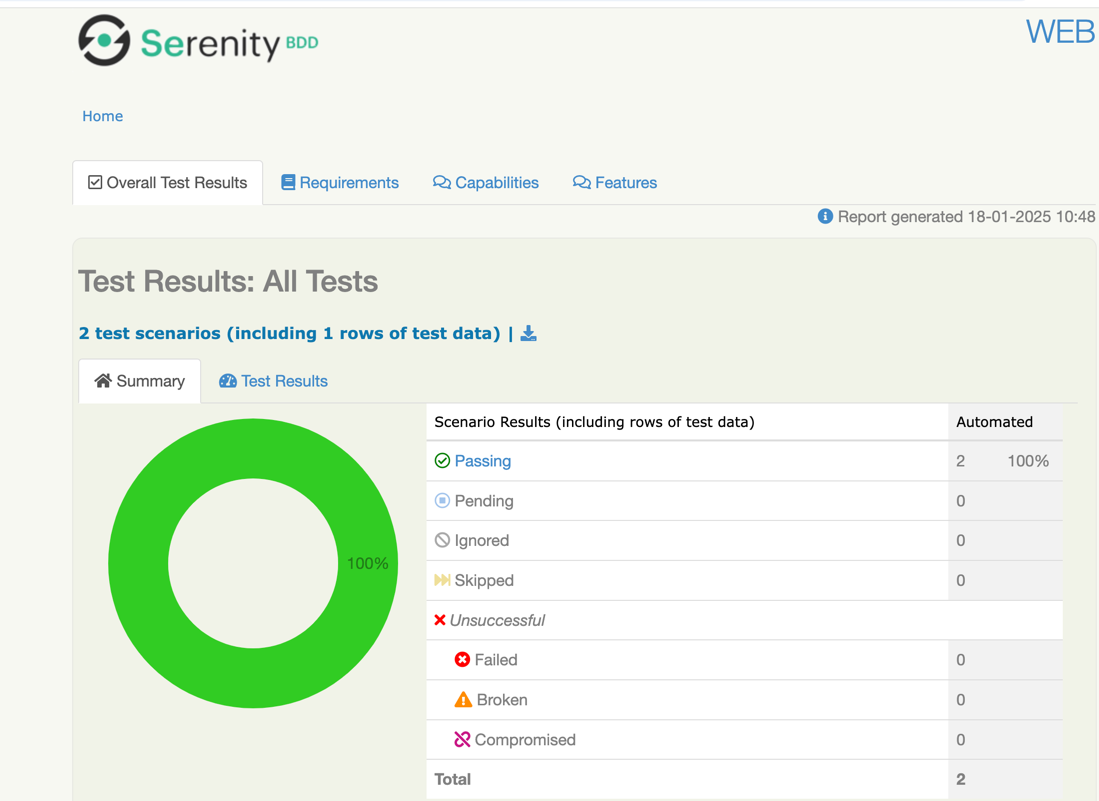 Serenity BDD
WEB
Home
Overall Test Results Requirements Capabilities Features
Report generated 18-01-2025 10:48
Test Results: All Tests
2 test scenarios (including 1 rows of test data) |
Summary Test Results
Scenario Results (including rows of test data) Automated
Passing 2 100%
Pending 0
Ignored 0
100%
Skipped 0
Unsuccessful
Failed 0
Broken 0
Compromised 0
Total 2